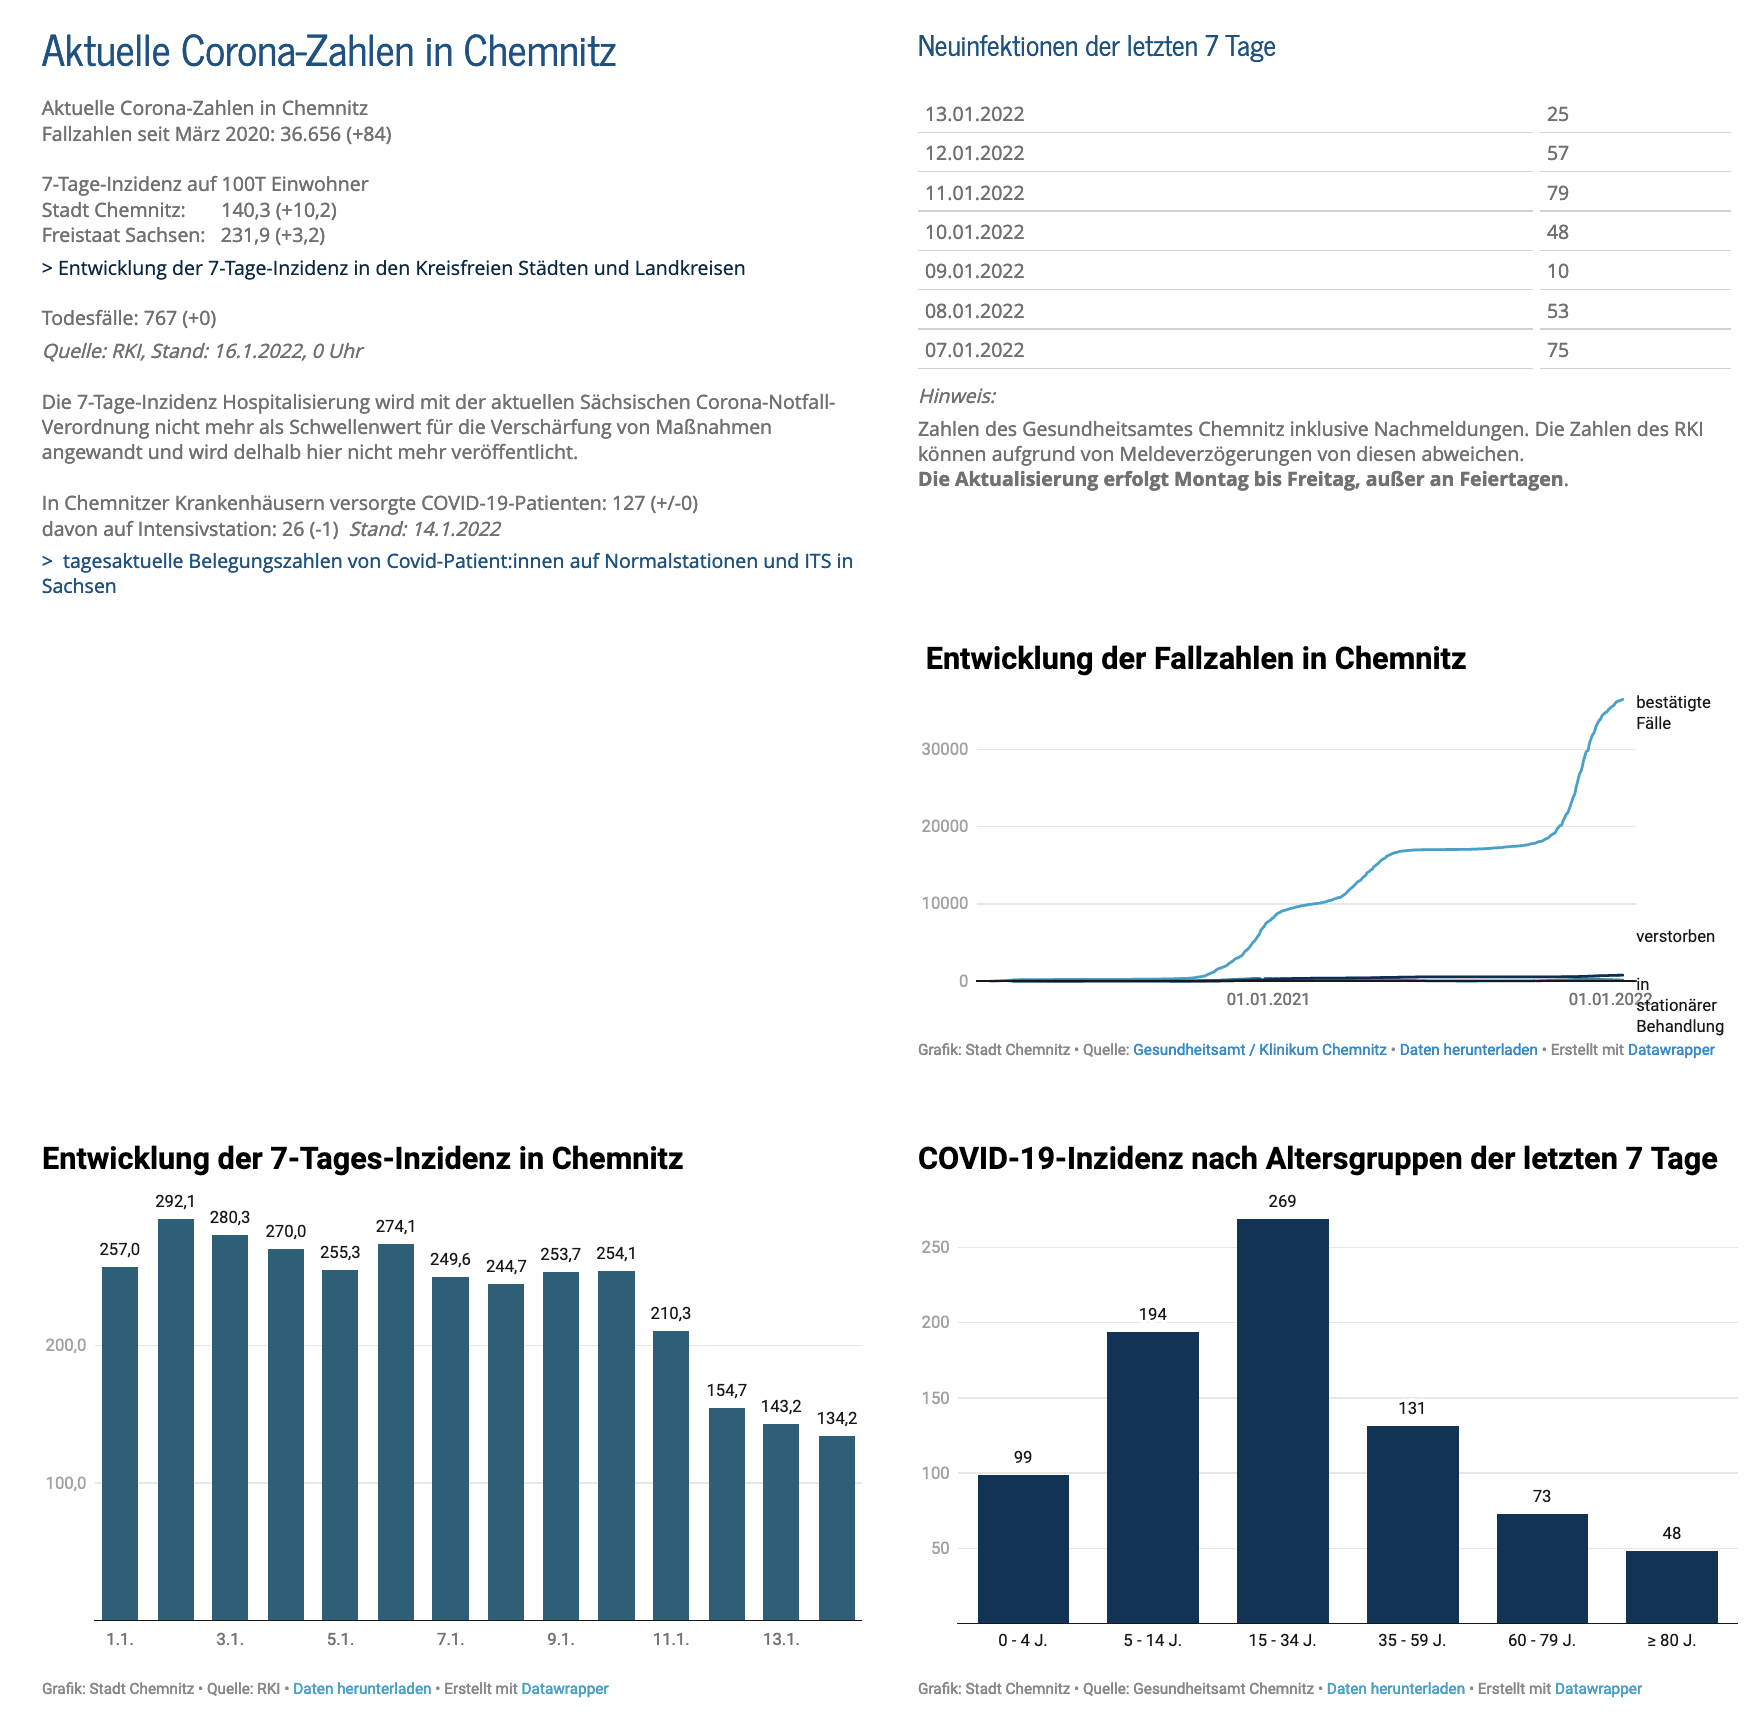 Aktuelle Corona-Zahlen in Chemnitz
Aktuelle Corona-Zahlen in Chemnitz
Fallzahlen seit März 2020: 36.656 (+84)
7-Tage-Inzidenz auf 100T Einwohner
Stadt Chemnitz: 140,3 (+10,2)
Freistaat Sachsen: 231,9 (+3,2)
> Entwicklung der 7-Tage-Inzidenz in den Kreisfreien Städten und Landkreisen
Todesfälle: 767 (+0)
Quelle: RKI, Stand: 16.1.2022, 0 Uhr
Die 7-Tage-Inzidenz Hospitalisierung wird mit der aktuellen Sächsischen Corona-Notfall-
Verordnung nicht mehr als Schwellenwert für die Verschärfung von Maßnahmen
angewandt und wird delhalb hier nicht mehr veröffentlicht.
In Chemnitzer Krankenhäusern versorgte COVID-19-Patienten: 127 (+/-0)
davon auf Intensivstation: 26 (-1) Stand: 14.1.2022
> tagesaktuelle Belegungszahlen von Covid-Patient:innen auf Normalstationen und ITS in
Sachsen
Neuinfektionen der letzten 7 Tage
13.01.2022 25
12.01.2022 57
11.01.2022 79
10.01.2022 48
09.01.2022 10
08.01.2022 53
07.01.2022 75
Hinweis:
Zahlen des Gesundheitsamtes Chemnitz inklusive Nachmeldungen. Die Zahlen des RKI
können aufgrund von Meldeverzögerungen von diesen abweichen.
Die Aktualisierung erfolgt Montag bis Freitag, außer an Feiertagen.
Entwicklung der Fallzahlen in Chemnitz
bestätigte
Fälle
30000
20000
10000
verstorben
0
in
stationärer
Behandlung
01.01.2021 01.01.2022
Grafik: Stadt Chemnitz • Quelle: Gesundheitsamt / Klinikum Chemnitz • Daten herunterladen • Erstellt mit Datawrapper
Entwicklung der 7-Tages-Inzidenz in Chemnitz
257,0 292,1 280,3 270,0 255,3 274,1 249,6 244,7 253,7 254,1 210,3 154,7 143,2 134,2
200,0
100,0
1.1. 3.1. 5.1. 7.1. 9.1. 11.1. 13.1.
Grafik: Stadt Chemnitz • Quelle: RKI • Daten herunterladen • Erstellt mit Datawrapper
COVID-19-Inzidenz nach Altersgruppen der letzten 7 Tage
99 194 269 131 73 48
250
200
150
100
50
0 - 4 J. 5 - 14 J. 15 - 34 J. 35 - 59 J. 60 - 79 J. ≥ 80 J.
Grafik: Stadt Chemnitz • Quelle: Gesundheitsamt Chemnitz • Daten herunterladen • Erstellt mit Datawrapper